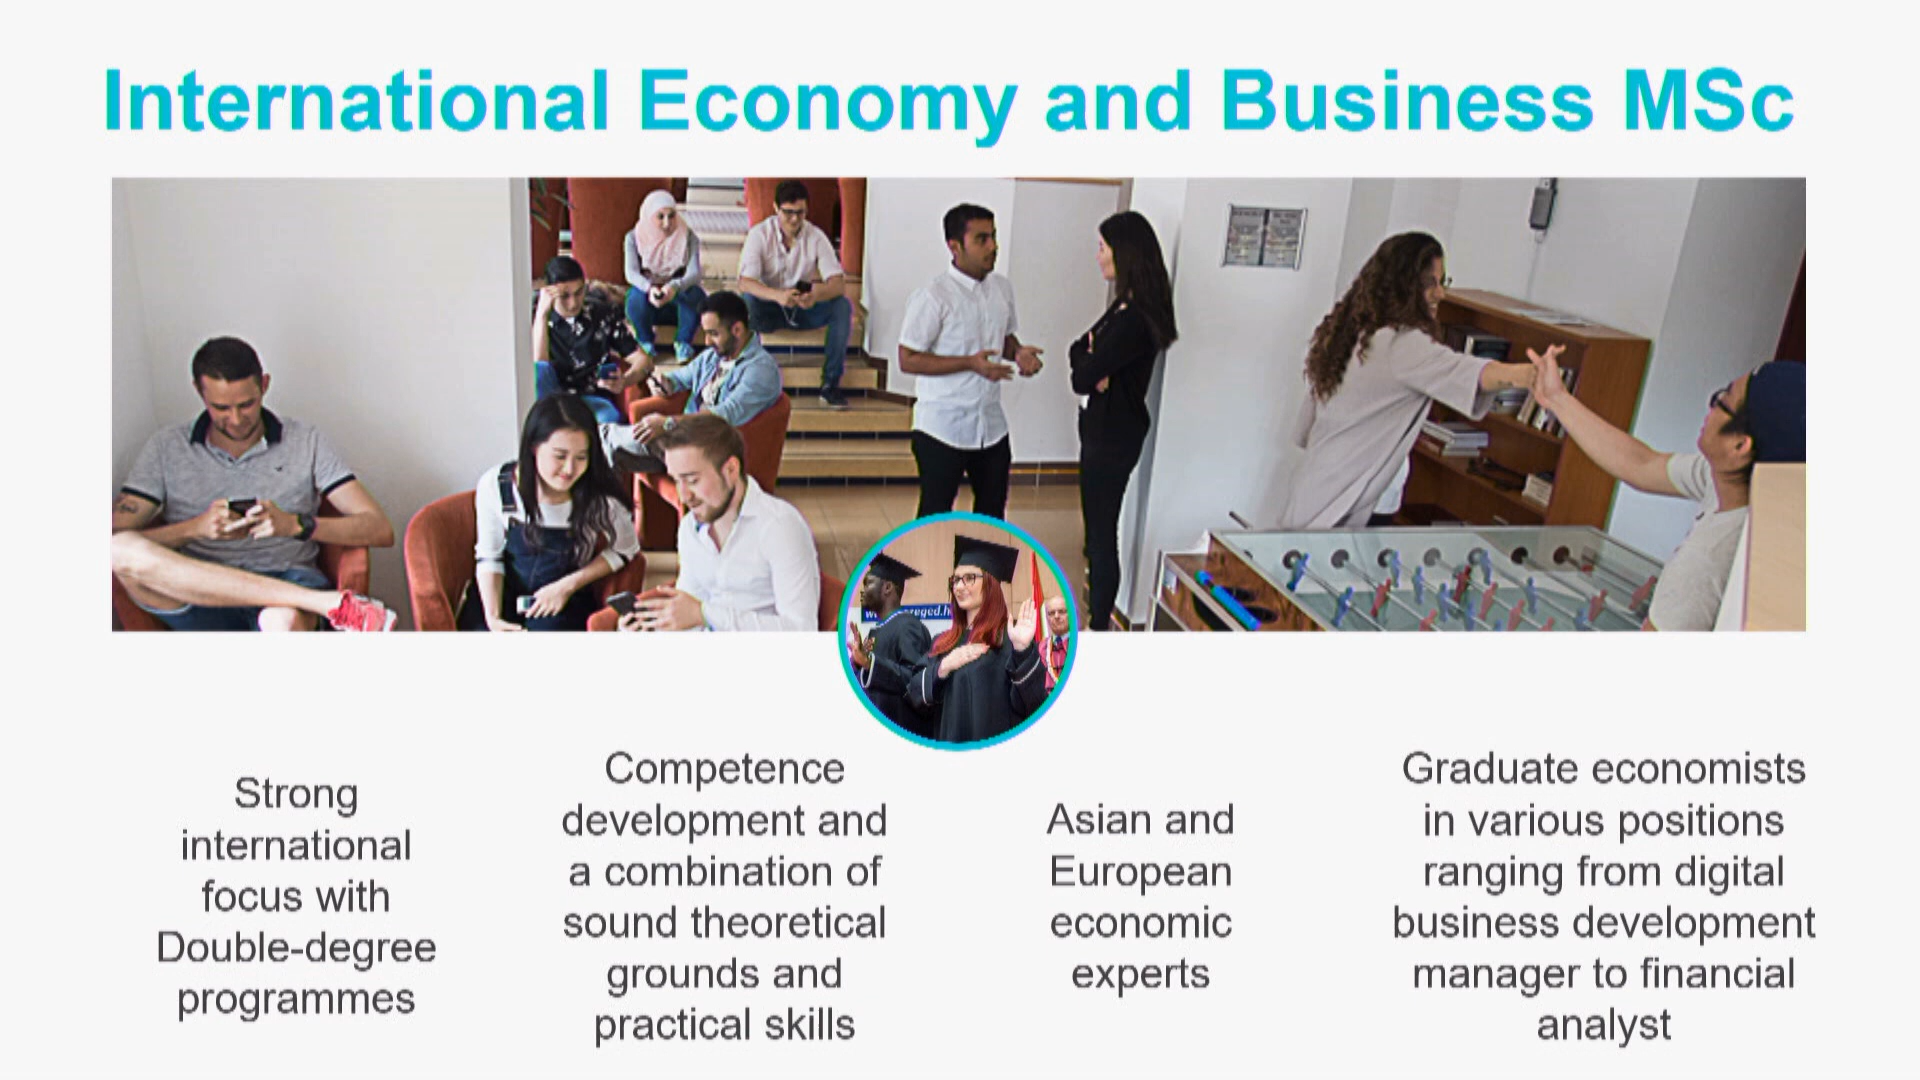 International Economy and Business MSc
Strong
international
focus with
Double-degree
programmes
Competence
development and
a combination of
sound theoretical
grounds and
practical skills
Asian and
European
economic
experts
Graduate economists
in various positions
ranging from digital
business development
manager to financial
analyst